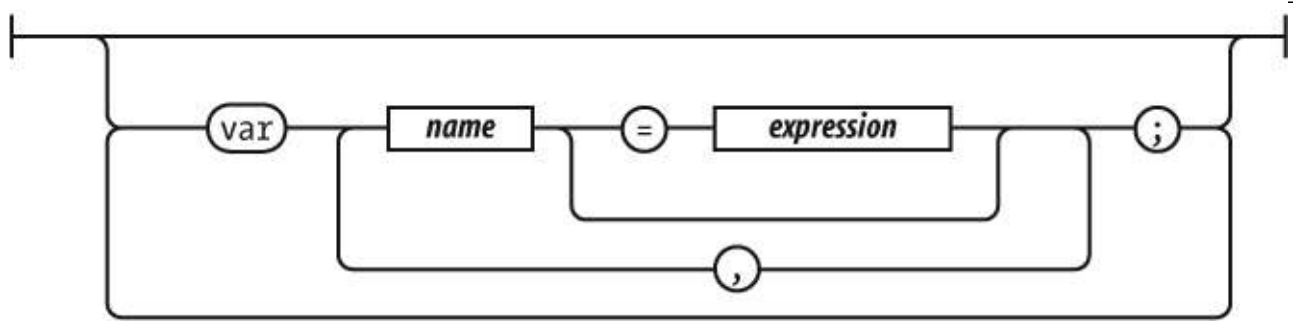 var name = expression ;
,